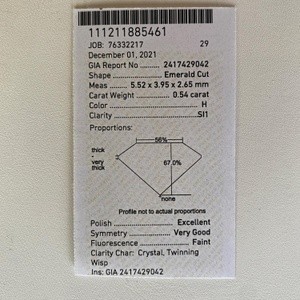 111211885461
JOB: 76332217 29
December 01, 2021
GIA Report No .......... 2417429042
Shape .................. Emerald Cut
Meas ..... 5.52 x 3.95 x 2.65 mm
Carat Weight ............. 0.54 carat
Color ................................ H
Clarity .............................. SI1
Proportions:
56%
thick
-
very
thick
67.0%
none
Profile not to actual proportions
Polish ........................ Excellent
Symmetry ................. Very Good
Fluorescence .................. Faint
Clarity Char: Crystal, Twinning
Wisp
Ins: GIA 2417429042